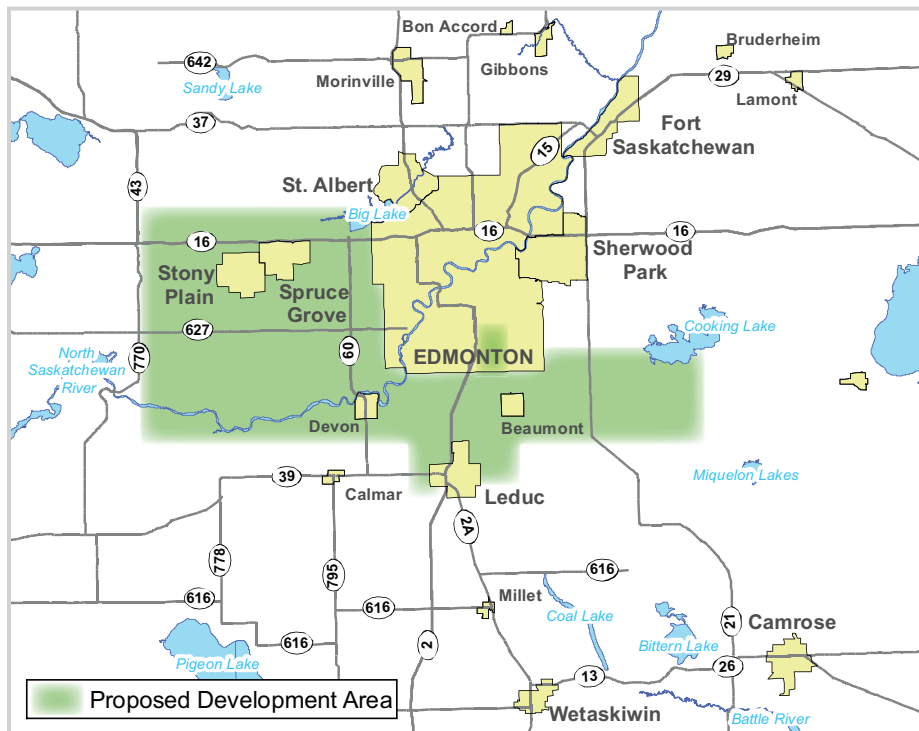 Bon Accord
Bruderheim
642
Sandy Lake
Morinville
Gibbons
29
Lamont
37
15
Fort
Saskatchewan
43
St. Albert
Big Lake
16
16
16
Stony
Plain
Spruce
Grove
Sherwood
Park
627
Cooking Lake
770
60
EDMONTON
North
Saskatchewan
River
Devon
Beaumont
39
Calmar
Leduc
Miquelon Lakes
2A
778
795
616
616
616
Millet
616
Coal Lake
21
Camrose
2
Bittern Lake
Pigeon Lake
13
26
Proposed Development Area
Wetaskiwin
Battle River